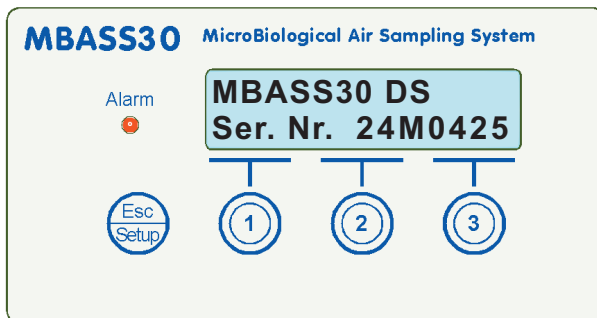 MBASS30 MicroBiological Air Sampling System
Alarm
MBASS30 DS
Ser. Nr. 24M0425
Esc
Setup
1
2
3